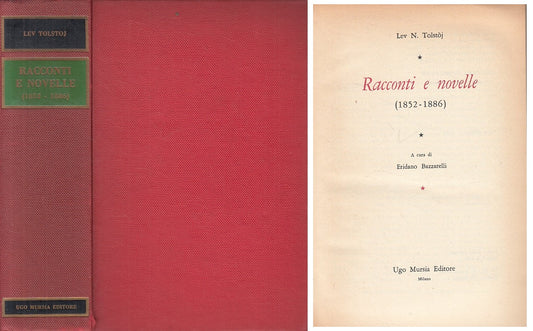 LEV TOLSTOJ
RACCONTI
E NOVELLE
(1852 - 1886)
UGO MURSIA EDITORE
Lev N. Tolstòj
Racconti e novelle
(1852-1886)
A cura di
Eridano Bazzarelli
Ugo Mursia Editore
Milano